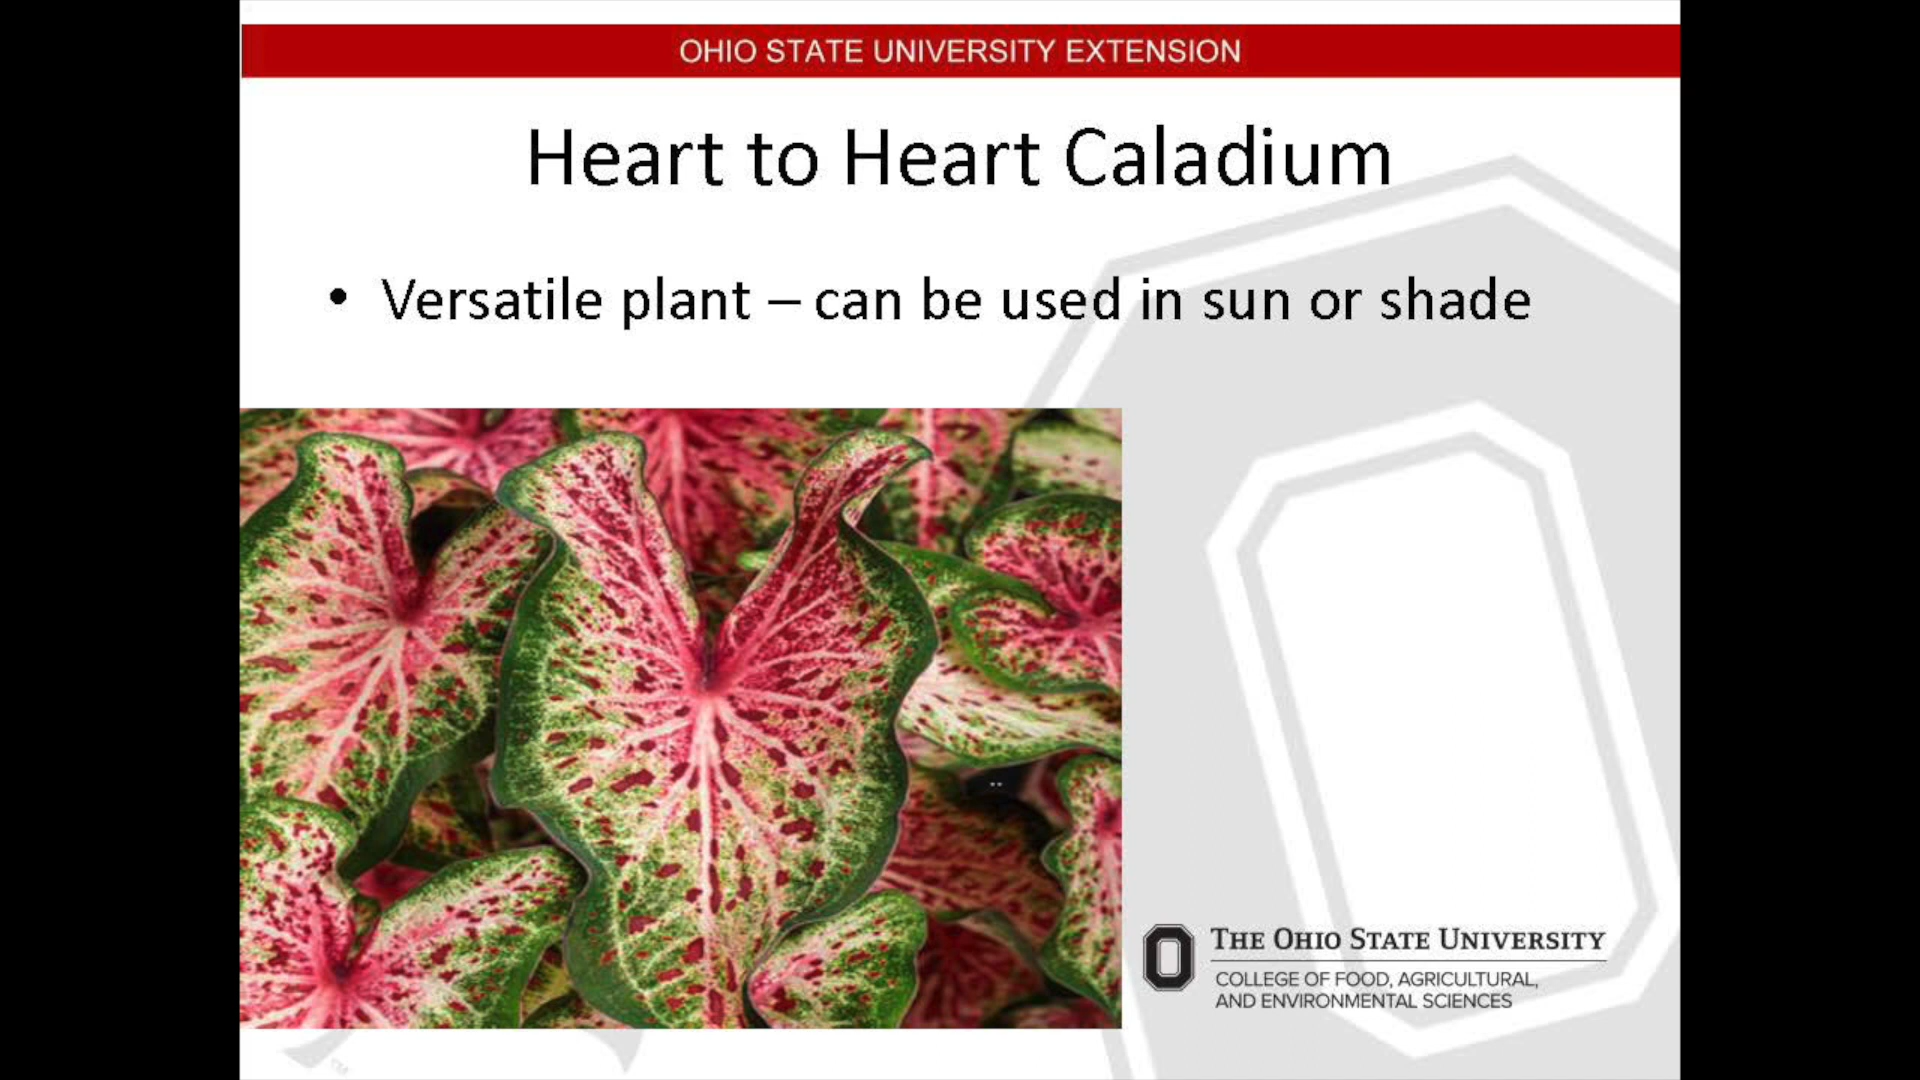 OHIO STATE UNIVERSITY EXTENSION
Heart to Heart Caladium
• Versatile plant – can be used in sun or shade
THE OHIO STATE UNIVERSITY
COLLEGE OF FOOD, AGRICULTURAL,
AND ENVIRONMENTAL SCIENCES
TM